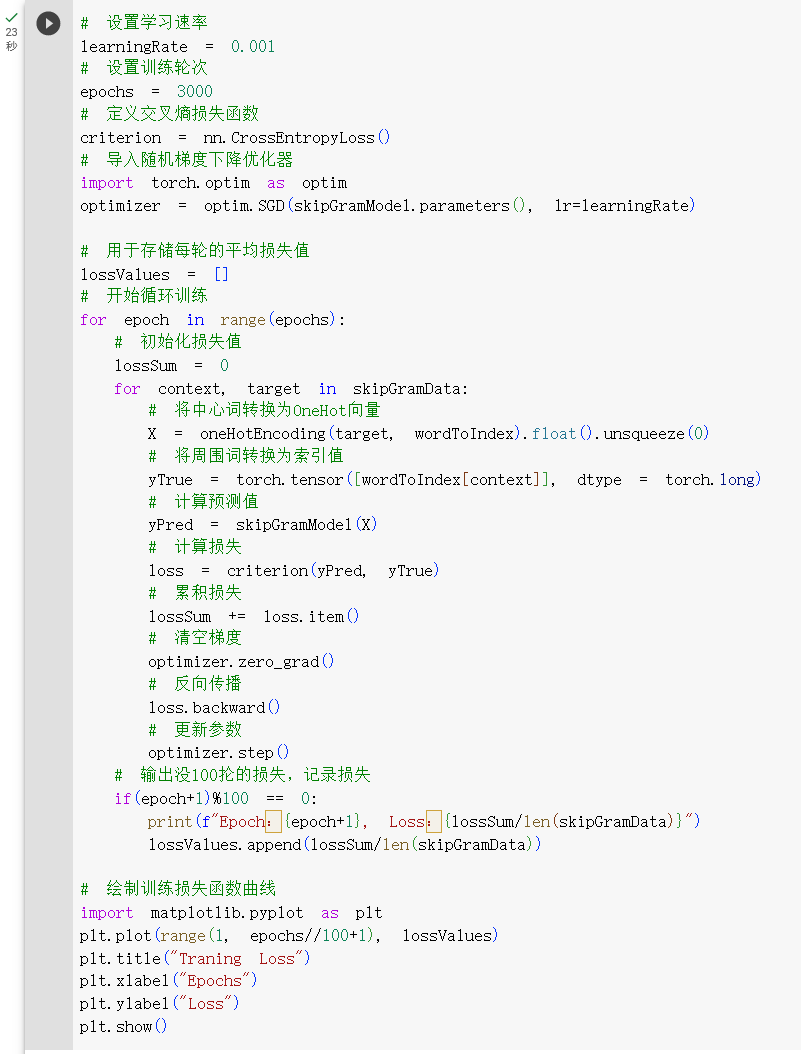 23
秒
# 设置学习速率
learningRate = 0.001
# 设置训练轮次
epochs = 3000
# 定义交叉熵损失函数
criterion = nn.CrossEntropyLoss()
# 导入随机梯度下降优化器
import torch.optim as optim
optimizer = optim.SGD(skipGramModel.parameters(), lr=learningRate)
# 用于存储每轮的平均损失值
lossValues = []
# 开始循环训练
for epoch in range(epochs):
# 初始化损失值
lossSum = 0
for context, target in skipGramData:
# 将中心词转换为OneHot向量
X = oneHotEncoding(target, wordToIndex).float().unsqueeze(0)
# 将周围词转换为索引值
yTrue = torch.tensor([wordToIndex[context]], dtype = torch.long)
# 计算预测值
yPred = skipGramModel(X)
# 计算损失
loss = criterion(yPred, yTrue)
# 累积损失
lossSum += loss.item()
# 清空梯度
optimizer.zero_grad()
# 反向传播
loss.backward()
# 更新参数
optimizer.step()
# 输出没100抡的损失，记录损失
if(epoch+1)%100 == 0:
print(f"Epoch：{epoch+1}, Loss：{lossSum/len(skipGramData)}")
lossValues.append(lossSum/len(skipGramData))
# 绘制训练损失函数曲线
import matplotlib.pyplot as plt
plt.plot(range(1, epochs//100+1), lossValues)
plt.title("Traning Loss")
plt.xlabel("Epochs")
plt.ylabel("Loss")
plt.show()